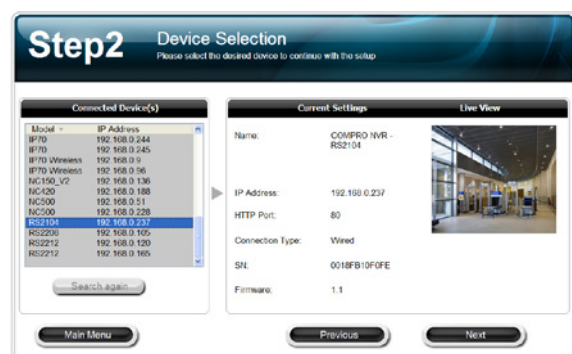 Step2
Device Selection
Please select the desired device to continue with the setup
Connected Device(s)
Model IP Address
IP70 192.168.0.244
IP70 192.168.0.245
IP70 Wireless 192.168.0.9
IP70 Wireless 192.168.0.96
NC150_V2 192.168.0.136
NC420 192.168.0.188
NC500 192.168.0.51
NC500 192.168.0.228
RS2104 192.168.0.237
RS2208 192.168.0.105
RS2212 192.168.0.120
RS2212 192.168.0.165
Search again
Current Settings Live View
Name: COMPRO NVR -
RS2104
IP Address: 192.168.0.237
HTTP Port: 80
Connection Type: Wired
SN: 0018FB10F0FE
Firmware: 1.1
Main Menu Previous Next